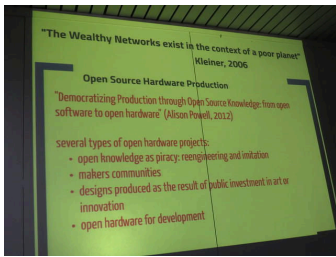 "The Wealthy Networks exist in the context of a poor planet"
Kleiner, 2006
Open Source Hardware Production
"Democratizing Production through Open Source Knowledge: from open
software to open hardware" (Alison Powell, 2012)
several types of open hardware projects:
• open knowledge as piracy: reengineering and imitation
• makers communities
• designs produced as the result of public investment in art or
innovation
• open hardware for development